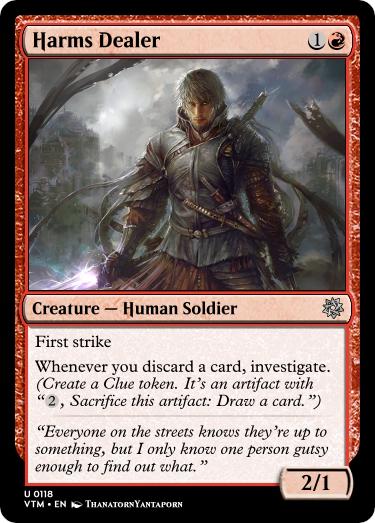 Harms Dealer 1
Creature — Human Soldier
First strike
Whenever you discard a card, investigate.
(Create a Clue token. It's an artifact with
“2, Sacrifice this artifact: Draw a card.”)
“Everyone on the streets knows they're up to
something, but I only know one person gutsy
enough to find out what.”
2/1
U 0118
VTM • EN ThanatornYantaporn